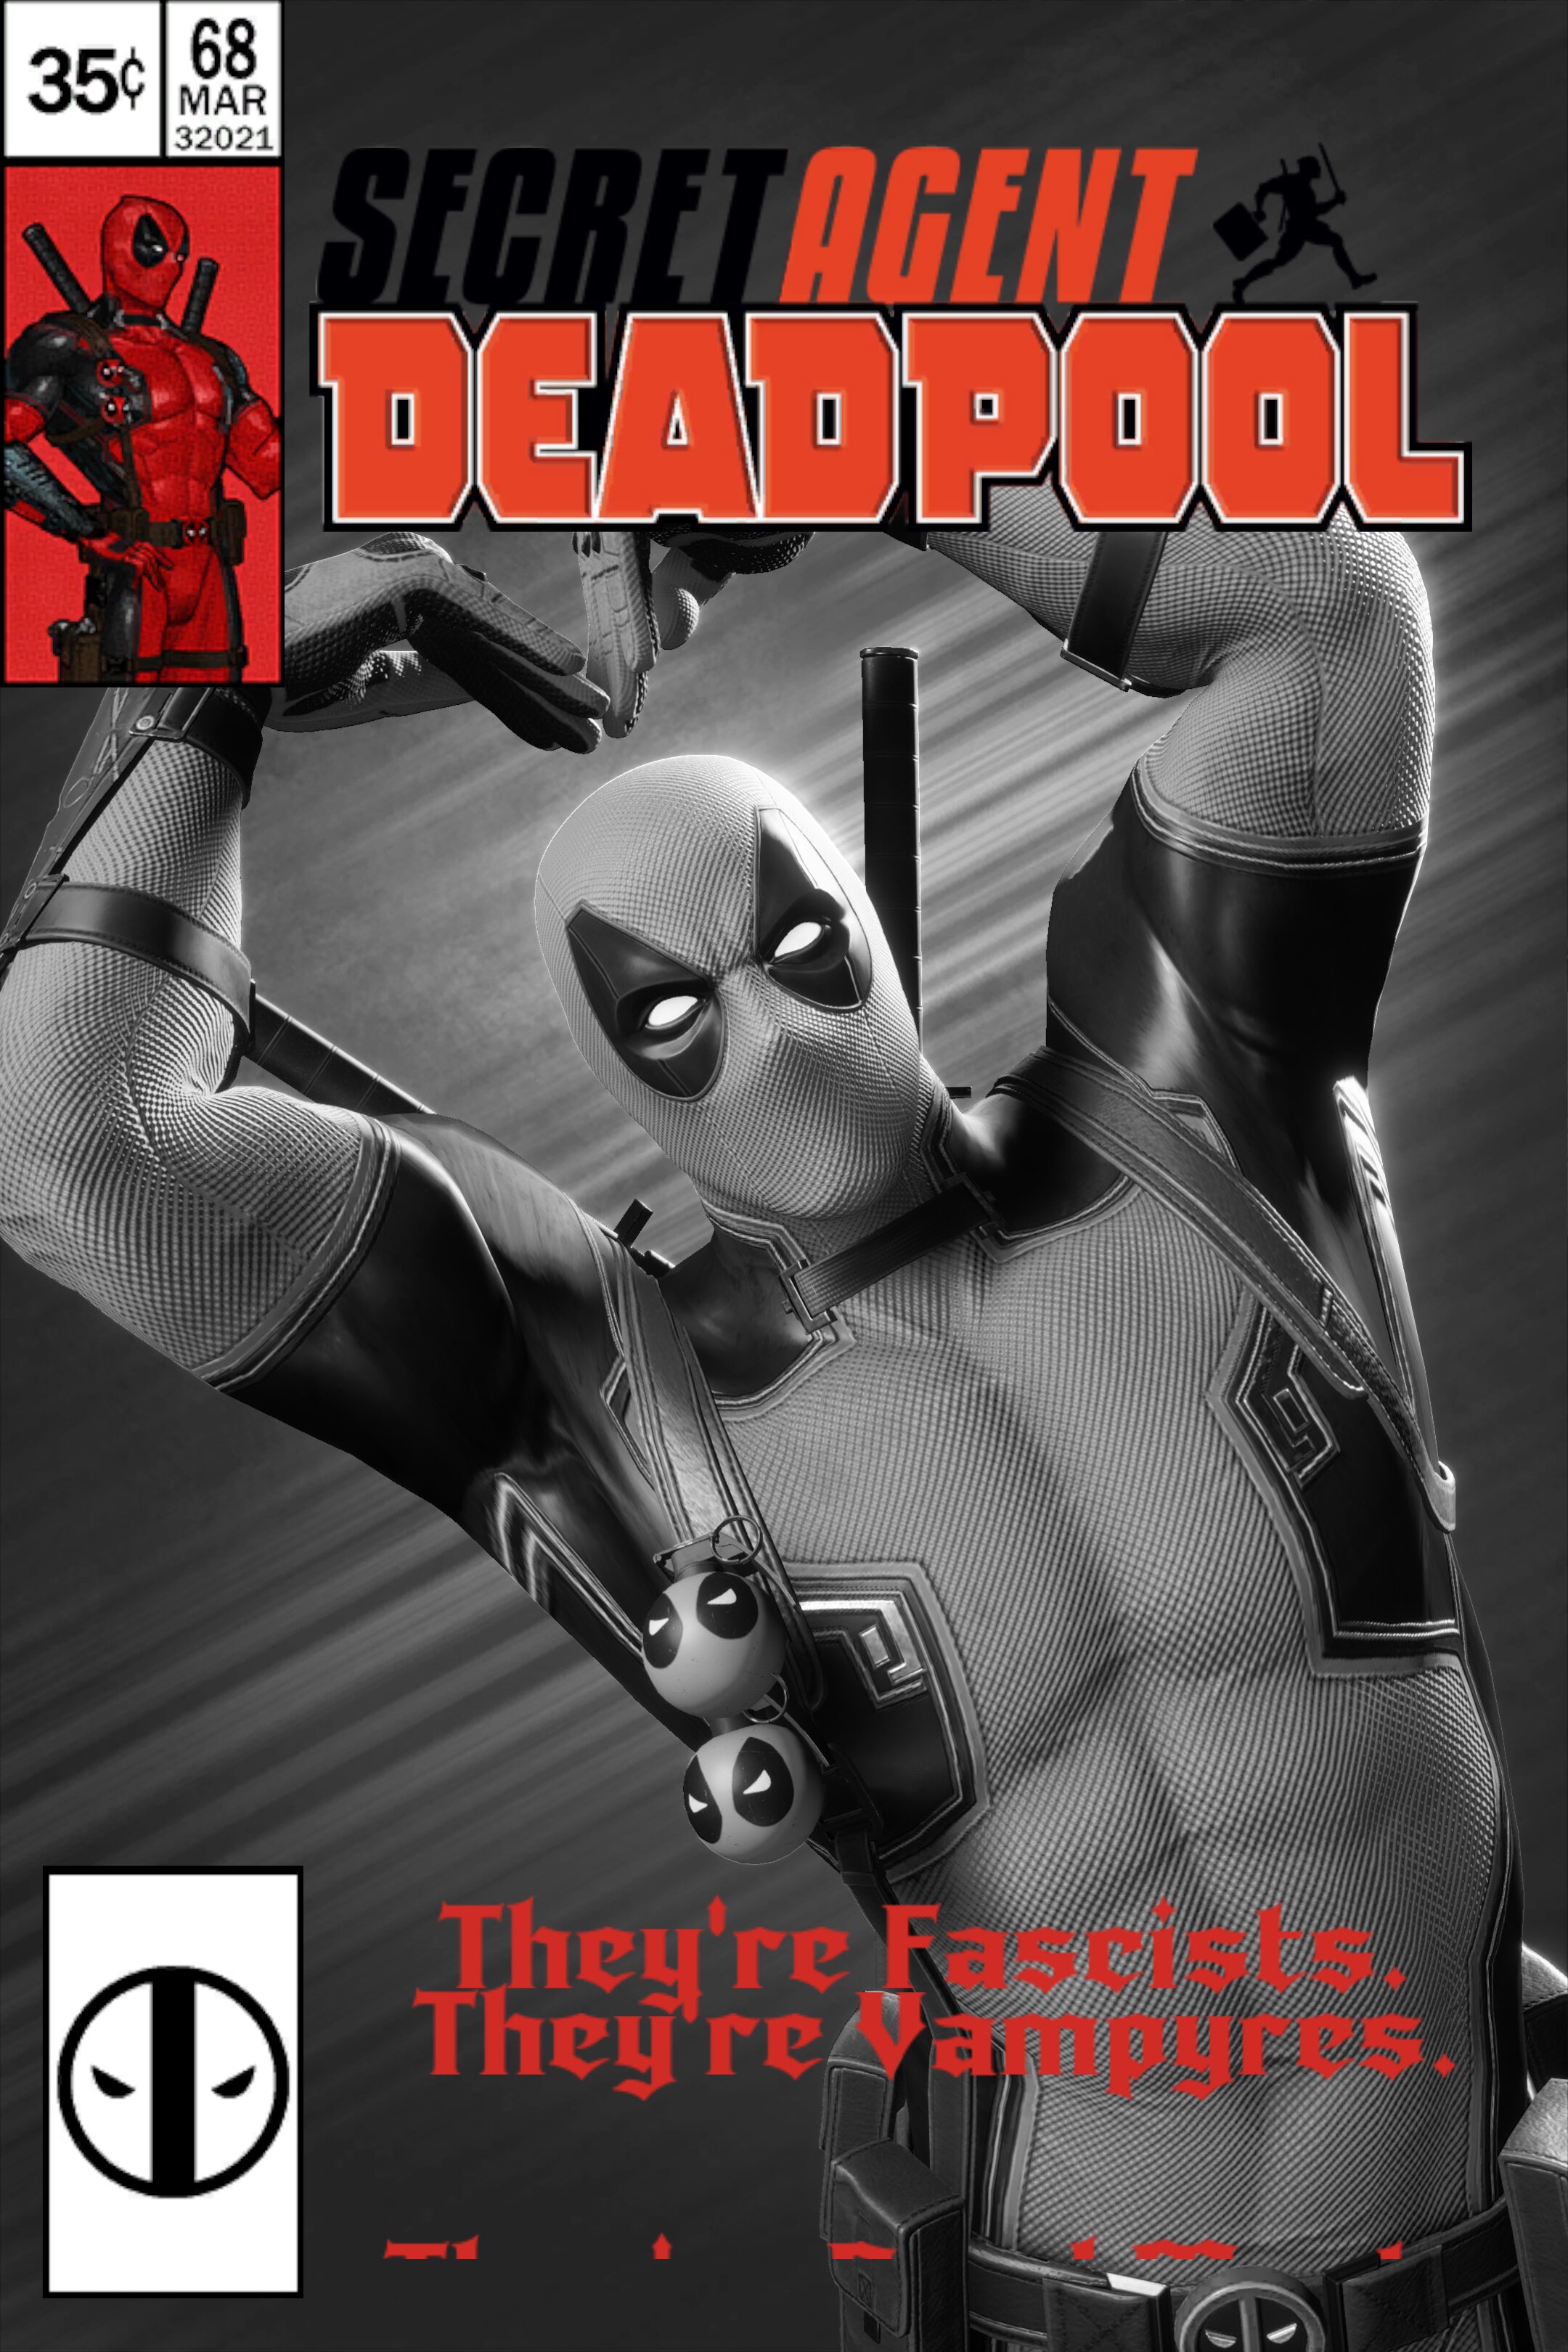 35¢
68
MAR
32021
SECRET AGENT
DEADPOOL
They're Fascists.
They're Vampyres.